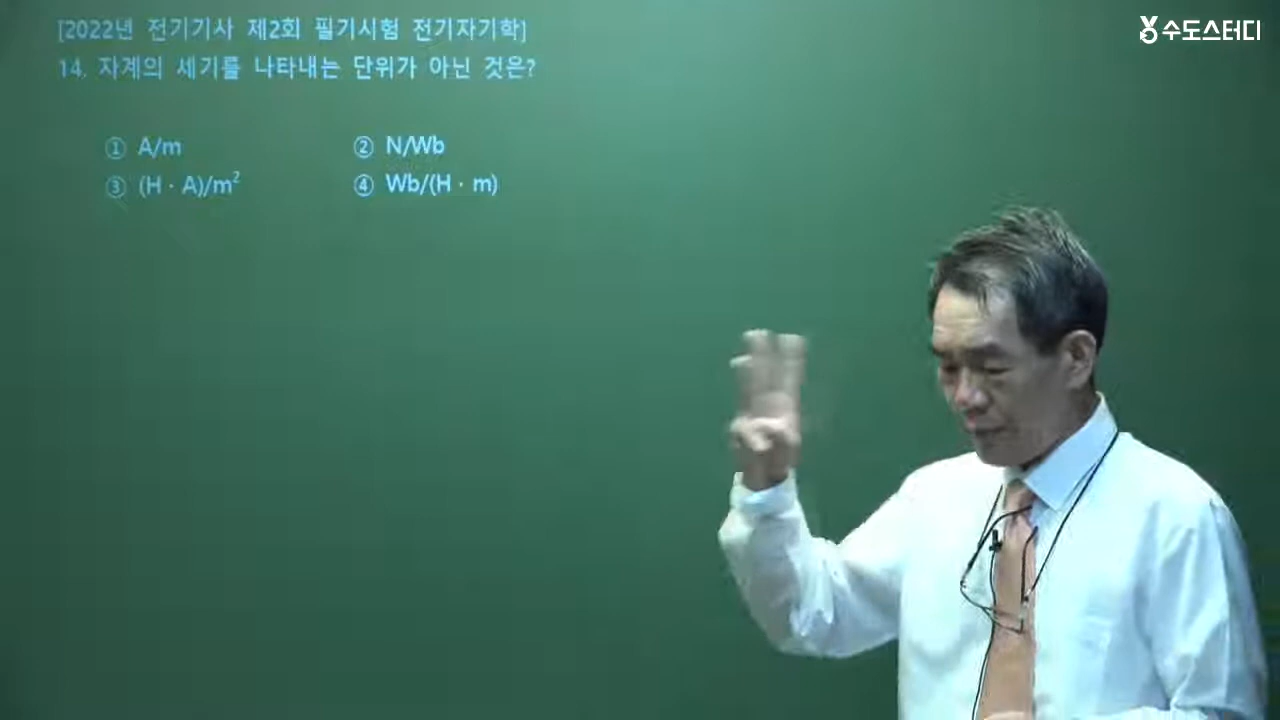 [2022년 전기기사 제2회 필기시험 전기자기학]
14. 자계의 세기를 나타내는 단위가 아닌 것은?
① A/m ② N/Wb
③ (H · A)/m² ④ Wb/(H · m)
수도스터디